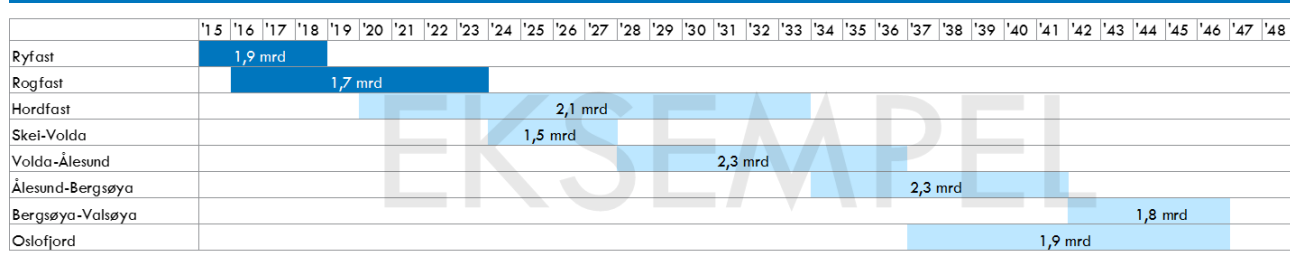 '15 '16 '17 '18 '19 '20 '21 '22 '23 '24 '25 '26 '27 '28 '29 '30 '31 '32 '33 '34 '35 '36 '37 '38 '39 '40 '41 '42 '43 '44 '45 '46 '47 '48
Ryfast 1,9 mrd
Rogfast 1,7 mrd
Hordfast 2,1 mrd
Skei-Volda 1,5 mrd
Volda-Ålesund 2,3 mrd
Ålesund-Bergsøya 2,3 mrd
Bergsøya-Valsøya 1,8 mrd
Oslofjord 1,9 mrd
EKSEMPEL